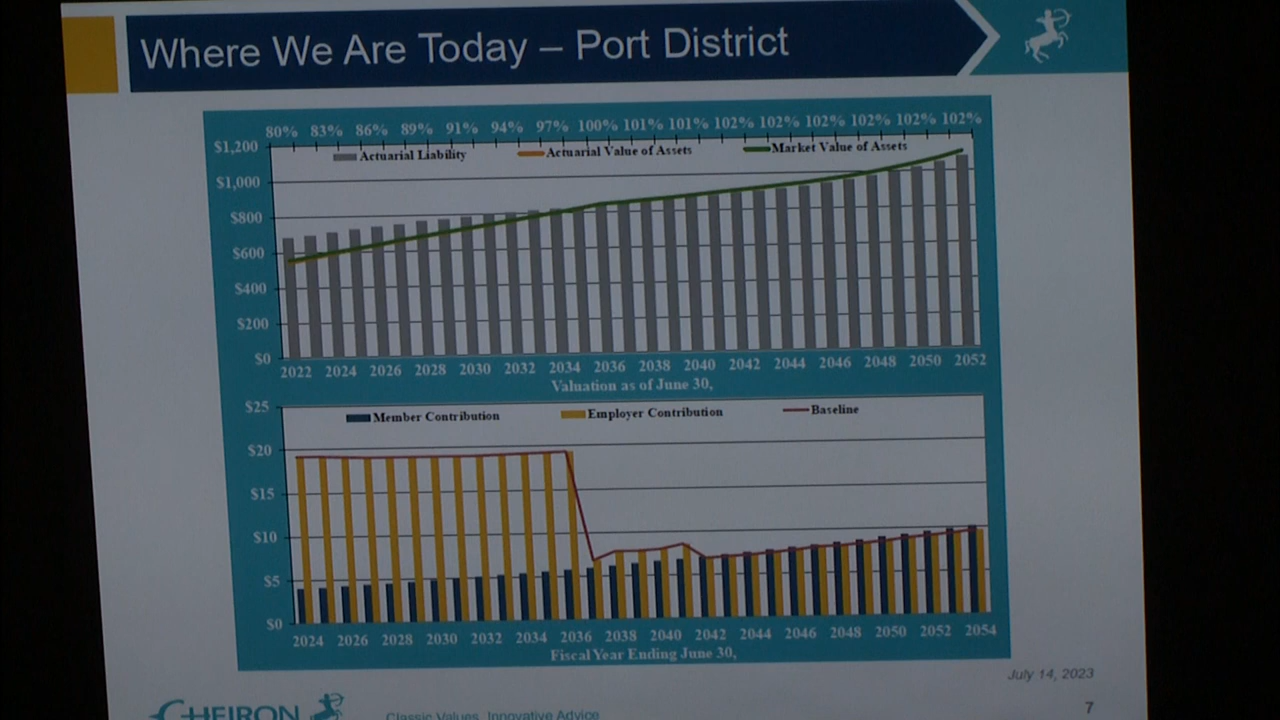 Where We Are Today – Port District
80% 83% 86% 89% 91% 94% 97% 100% 101% 101% 102% 102% 102% 102% 102% 102%
$1,200
Actuarial Liability Actuarial Value of Assets Market Value of Assets
$1,000
$800
$600
$400
$200
$0
2022 2024 2026 2028 2030 2032 2034 2036 2038 2040 2042 2044 2046 2048 2050 2052
Valuation as of June 30,
$25
Member Contribution Employer Contribution Baseline
$20
$15
$10
$5
$0
2024 2026 2028 2030 2032 2034 2036 2038 2040 2042 2044 2046 2048 2050 2052 2054
Fiscal Year Ending June 30,
July 14, 2023
CHEIRON
Classic Values, Innovative Advice
7